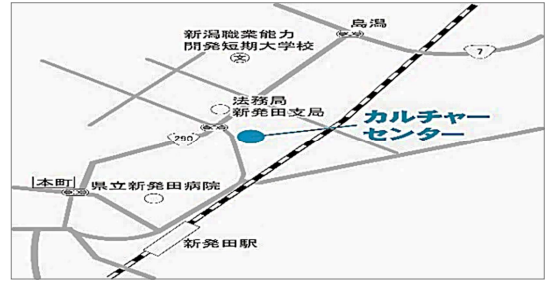 島潟
7
新潟職業能力
開発短期大学校
法務局
新発田支局
カルチャー
センター
290
本町
県立新発田病院
新発田駅